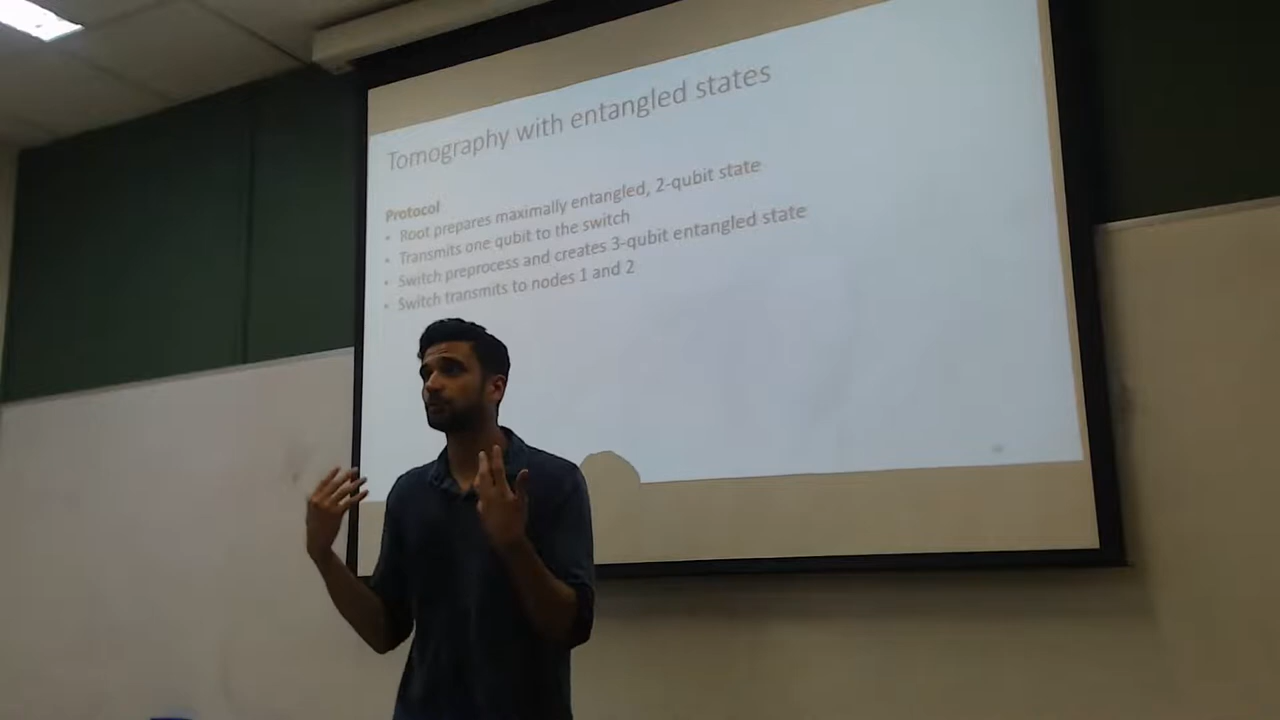 Tomography with entangled states
Protocol
• Root prepares maximally entangled, 2-qubit state
• Transmits one qubit to the switch
• Switch preprocess and creates 3-qubit entangled state
• Switch transmits to nodes 1 and 2